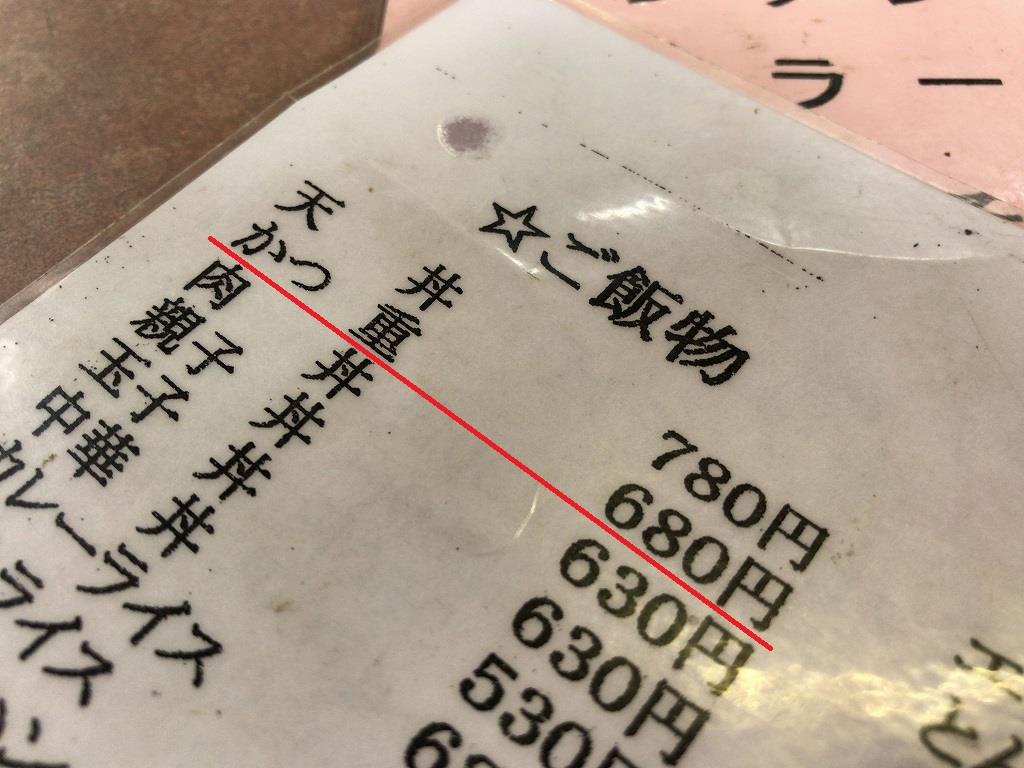 ☆ご飯物
天 丼 780円
かつ重 680円
肉 丼 630円
親子丼 630円
玉子丼 530円
中華丼
カレーライス
ライス
ラー